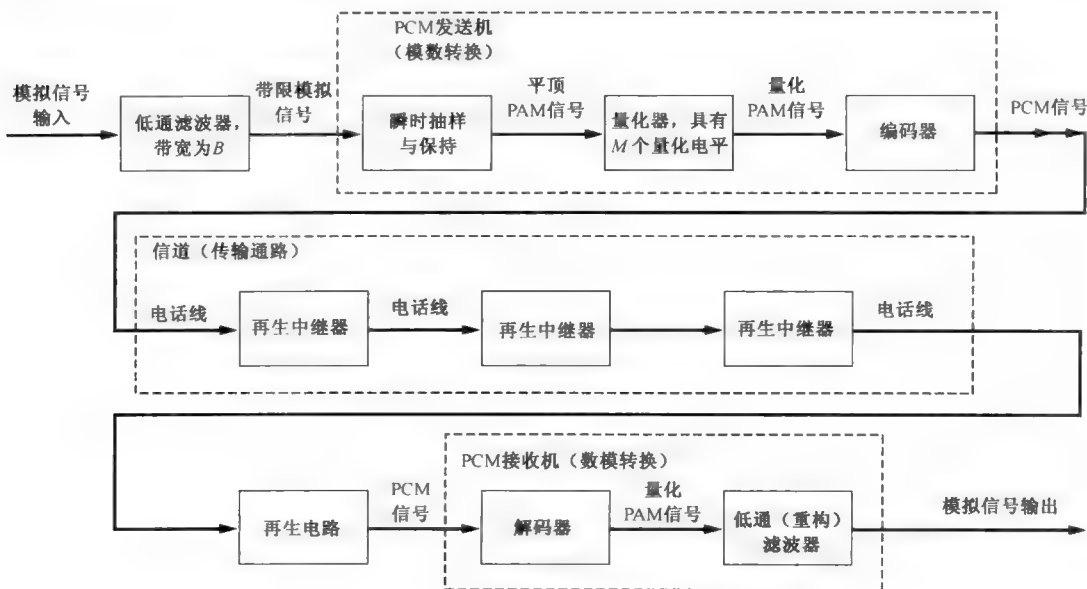 PCM发送机
(模数转换)
模拟信号
输入
低通滤波器,
带宽为B
带限模拟
信号
瞬时抽样
与保持
平顶
PAM信号
量化器,具有
M个量化电平
量化
PAM信号
编码器
PCM信号
信道(传输通路)
电话线
再生中继器
电话线
再生中继器
再生中继器
电话线
再生电路
PCM
信号
PCM接收机(数模转换)
解码器
量化
PAM信号
低通(重构)
滤波器
模拟信号输出